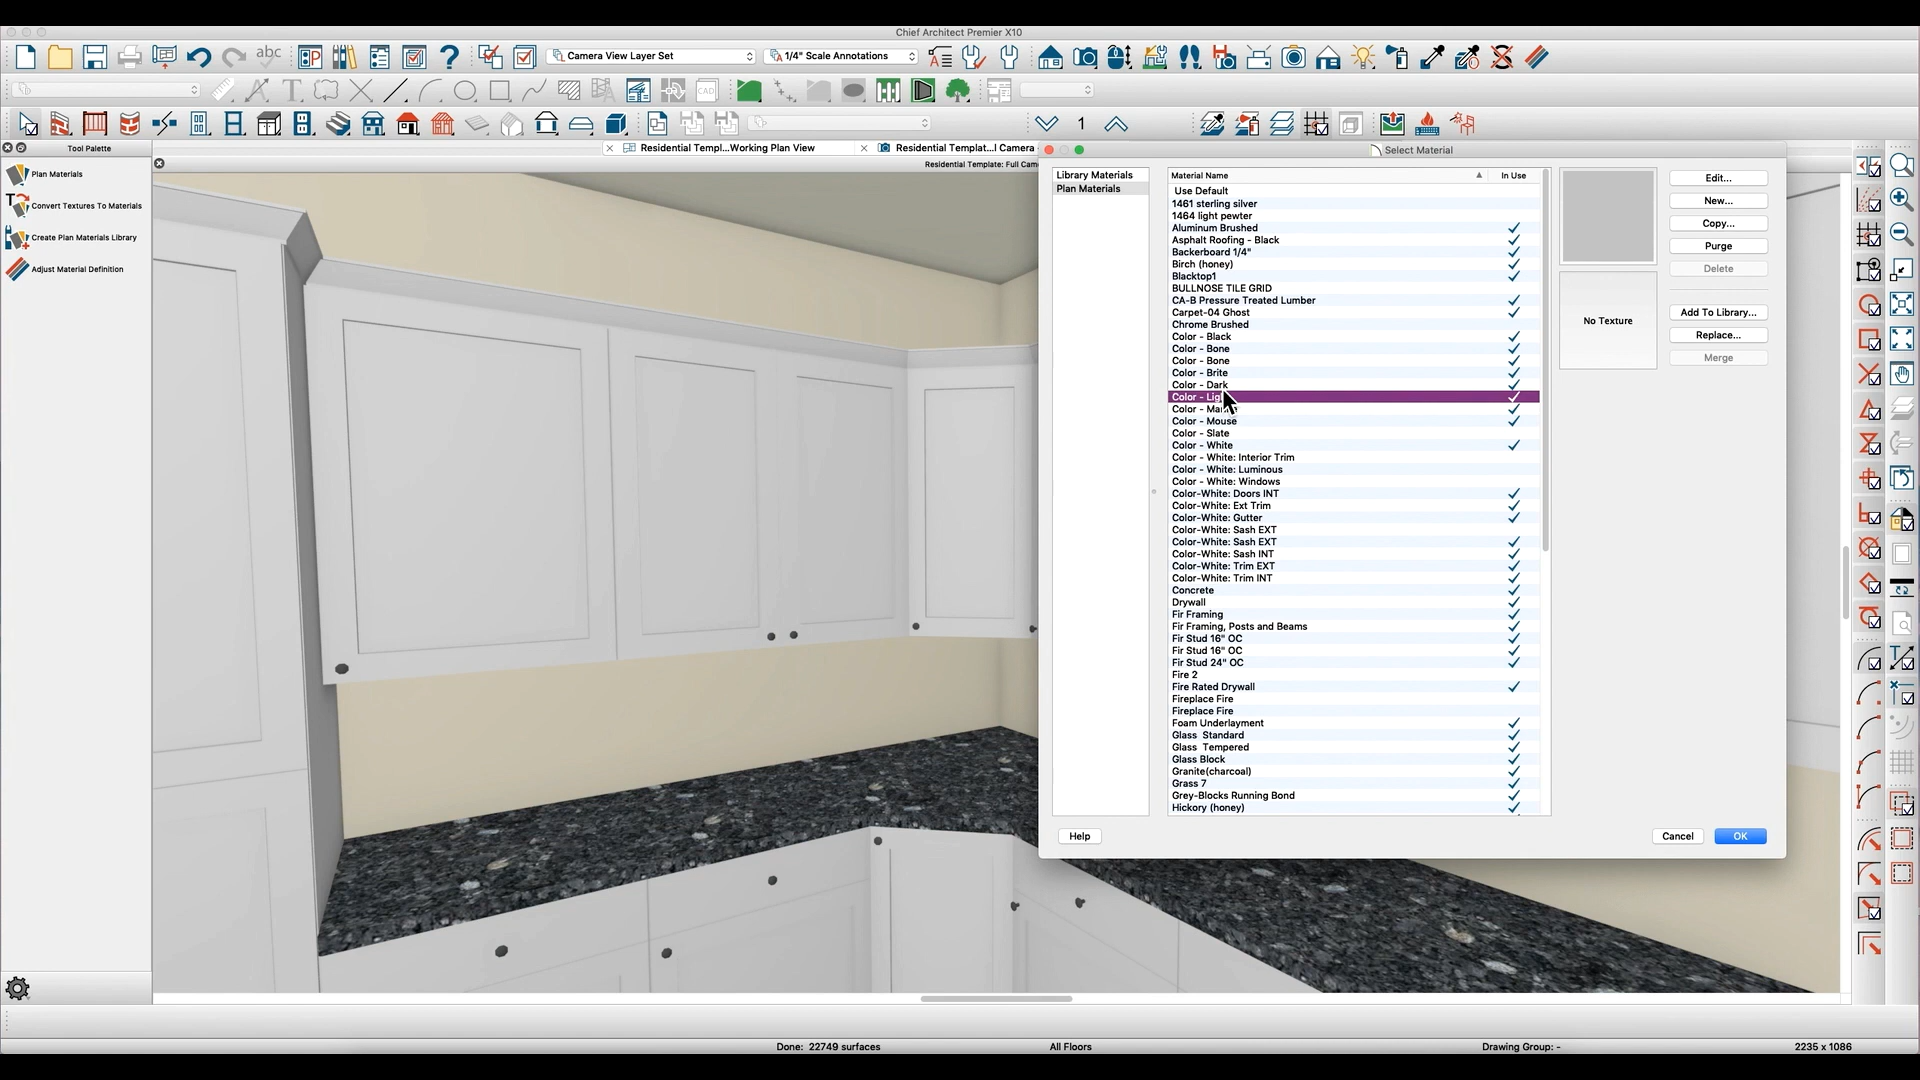 Chief Architect Premier X10
abc
Camera View Layer Set
1/4" Scale Annotations
CAD
1
Tool Palette
Residential Templ...Working Plan View
Residential Templat...l Camera
Residential Template: Full Cam
Plan Materials
Convert Textures To Materials
Create Plan Materials Library
Adjust Material Definition
Select Material
Library Materials
Plan Materials
Material Name
In Use
Use Default
1461 sterling silver
1464 light pewter
Aluminum Brushed
Asphalt Roofing - Black
Backerboard 1/4"
Birch (honey)
Blacktop1
BULLNOSE TILE GRID
CA-B Pressure Treated Lumber
Carpet-04 Ghost
Chrome Brushed
Color - Black
Color - Bone
Color - Bone
Color - Brite
Color - Dark
Color -
Color -
Color - Mouse
Color - Slate
Color - White
Color - White: Interior Trim
Color - White: Luminous
Color - White: Windows
Color-White: Doors INT
Color-White: Ext Trim
Color-White: Gutter
Color-White: Sash EXT
Color-White: Sash EXT
Color-White: Sash INT
Color-White: Trim EXT
Color-White: Trim INT
Concrete
Drywall
Fir Framing
Fir Framing, Posts and Beams
Fir Stud 16" OC
Fir Stud 16" OC
Fir Stud 24" OC
Fire 2
Fire Rated Drywall
Fireplace Fire
Fireplace Fire
Foam Underlayment
Glass  Standard
Glass  Tempered
Glass Block
Granite(charcoal)
Grass 7
Grey-Blocks Running Bond
Hickory (honey)
No Texture
Edit...
New...
Copy...
Purge
Delete
Add To Library...
Replace...
Merge
Help
Cancel
OK
Done:  22749 surfaces
All Floors
Drawing Group: -
2235 x 1086